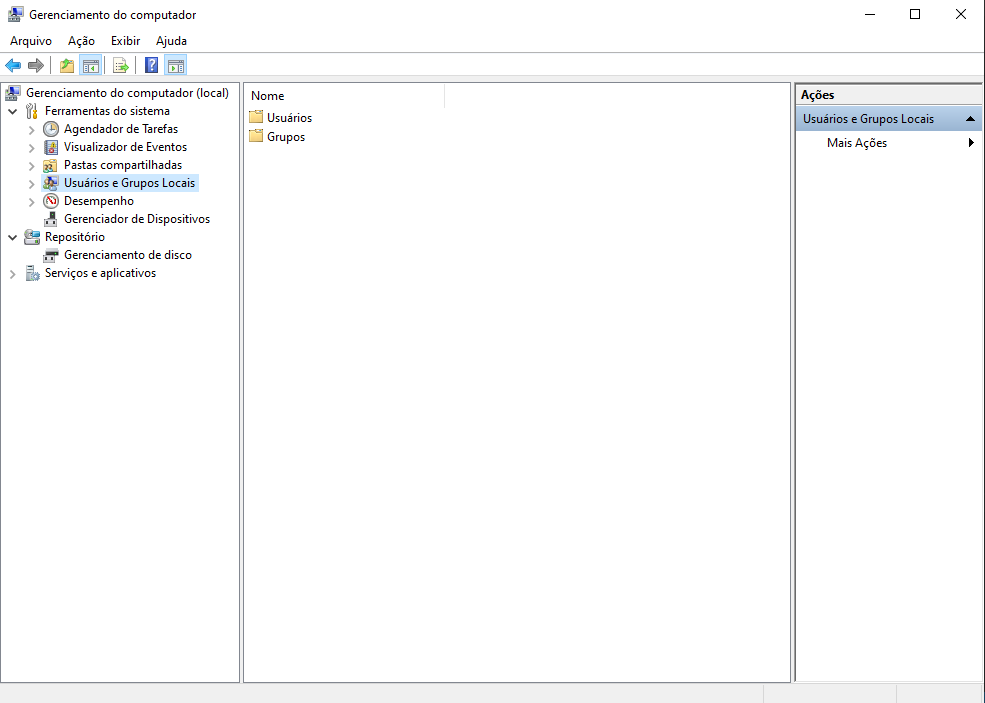 Gerenciamento do computador
Arquivo Ação Exibir Ajuda
Gerenciamento do computador (local)
Ferramentas do sistema
Agendador de Tarefas
Visualizador de Eventos
Pastas compartilhadas
Usuários e Grupos Locais
Desempenho
Gerenciador de Dispositivos
Repositório
Gerenciamento de disco
Serviços e aplicativos
Nome
Usuários
Grupos
Ações
Usuários e Grupos Locais
Mais Ações